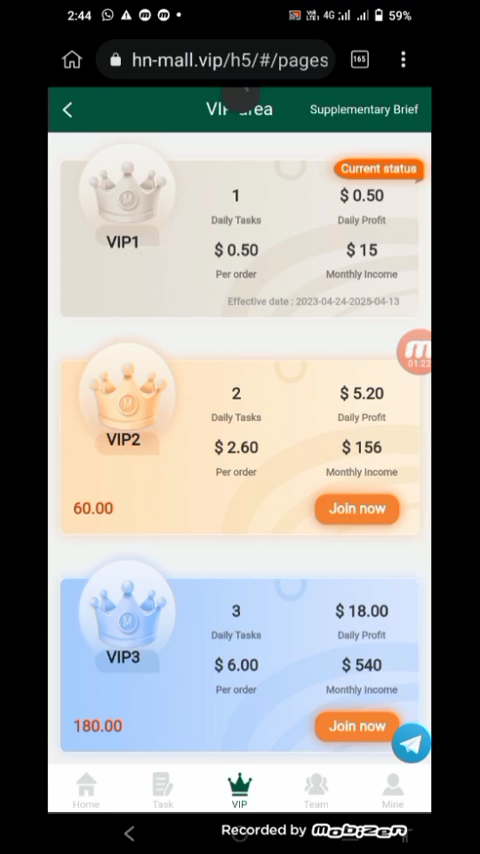 2:44 4G 59%
hn-mall.vip/h5/#/pages 165
Supplementary Brief
Current status
1 $ 0.50
Daily Tasks Daily Profit
VIP1
$ 0.50 $ 15
Per order Monthly Income
Effective date : 2023-04-24-2025-04-13
01:22
2 $ 5.20
Daily Tasks Daily Profit
VIP2
$ 2.60 $ 156
Per order Monthly Income
60.00 Join now
3 $ 18.00
Daily Tasks Daily Profit
VIP3
$ 6.00 $ 540
Per order Monthly Income
180.00 Join now
Home Task VIP Team Mine
Recorded by Mobizen